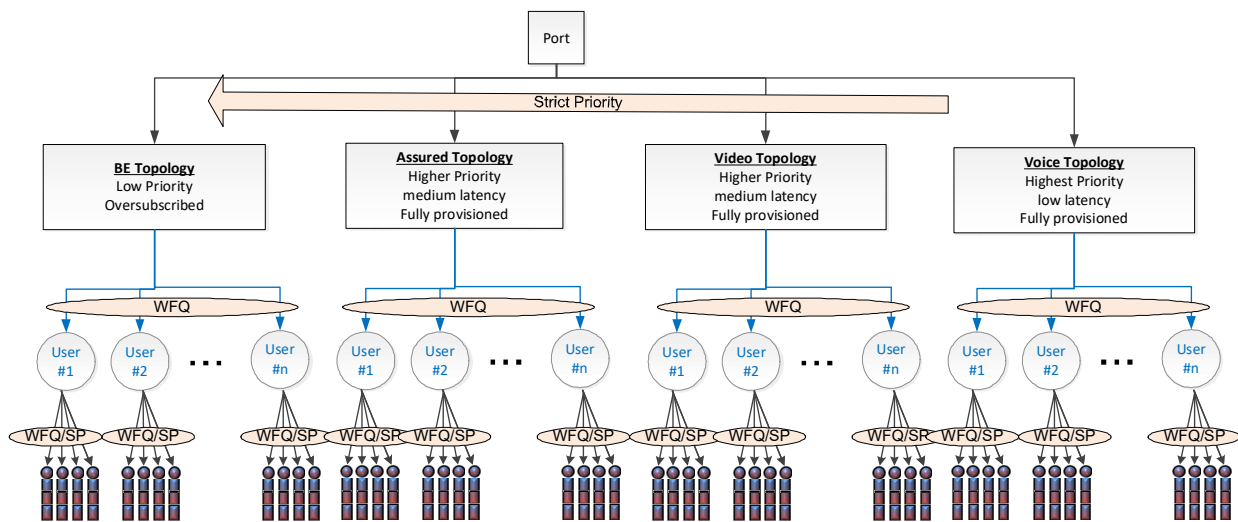 Port
Strict Priority
BE Topology
Low Priority
Oversubscribed
Assured Topology
Higher Priority
medium latency
Fully provisioned
Video Topology
Higher Priority
medium latency
Fully provisioned
Voice Topology
Highest Priority
low latency
Fully provisioned
WFQ
WFQ
WFQ
WFQ
User
#1
User
#2
...
User
#n
User
#1
User
#2
...
User
#n
User
#1
User
#2
...
User
#n
User
#1
User
#2
...
User
#n
WFQ/SP
WFQ/SP
WFQ/SP
WFQ/SP
WFQ/SP
WFQ/SP
WFQ/SP
WFQ/SP
WFQ/SP
WFQ/SP
WFQ/SP
WFQ/SP